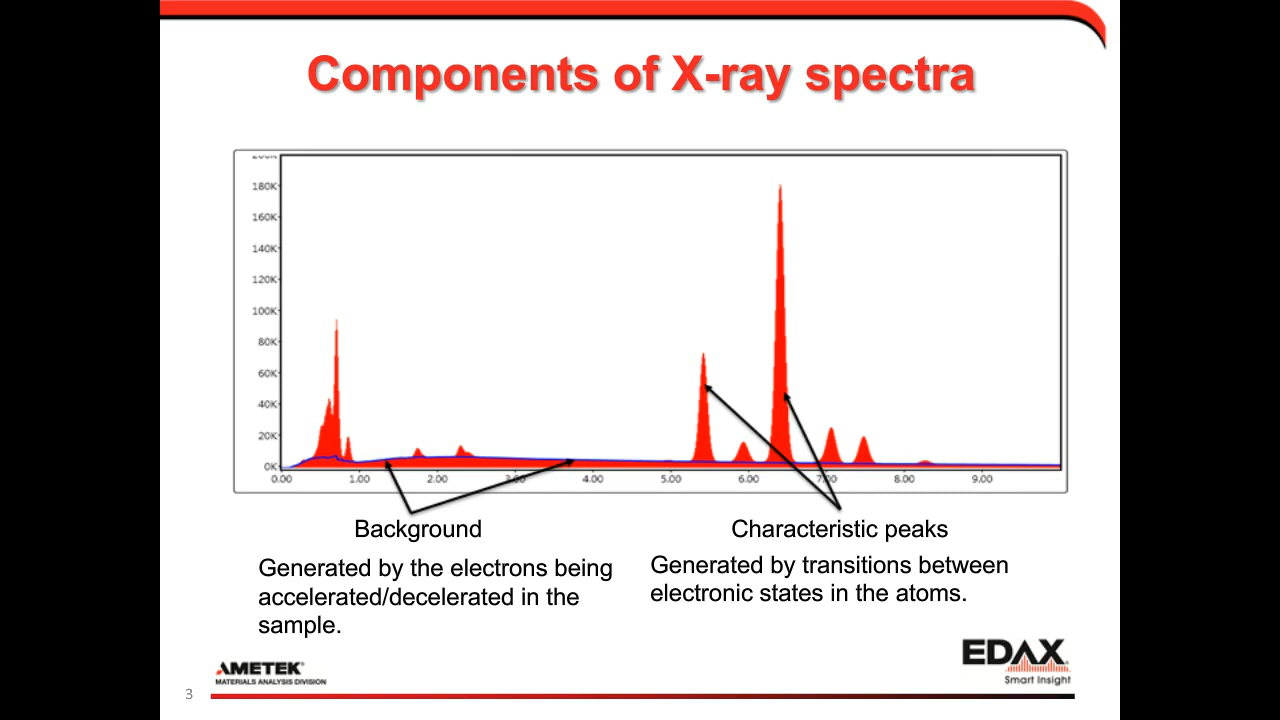 Components of X-ray spectra
180K
160K
140K
120K
100K
80K
60K
40K
20K
0K
0.00 1.00 2.00 3.00 4.00 5.00 6.00 7.00 8.00 9.00
Background
Generated by the electrons being
accelerated/decelerated in the
sample.
Characteristic peaks
Generated by transitions between
electronic states in the atoms.
AMETEK®
MATERIALS ANALYSIS DIVISION
EDAX
Smart Insight
3